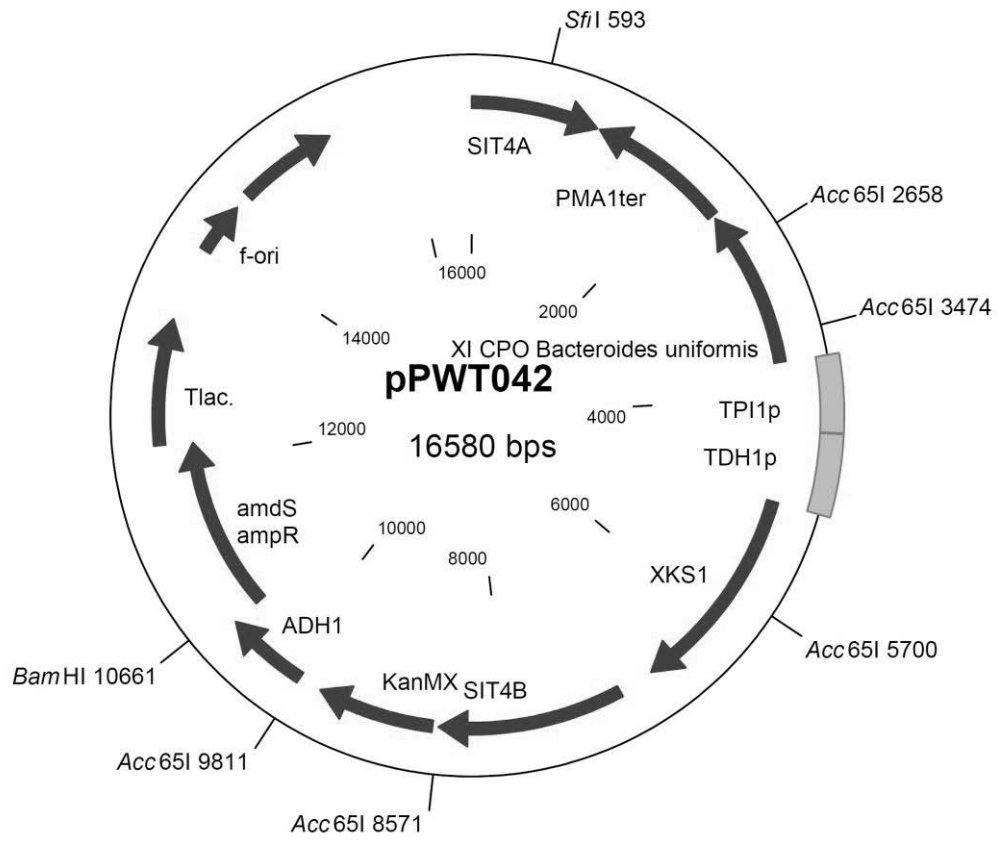 SfiI 593
SIT4A
PMA1ter
Acc65I 2658
f-ori
16000
2000
Acc65I 3474
14000
XI CPO Bacteroides uniformis
pPWT042
Tlac.
4000
TPI1p
12000
16580 bps
TDH1p
amdS
ampR
10000
6000
8000
XKS1
ADH1
Acc65I 5700
BamHI 10661
KanMX
SIT4B
Acc65I 9811
Acc65I 8571